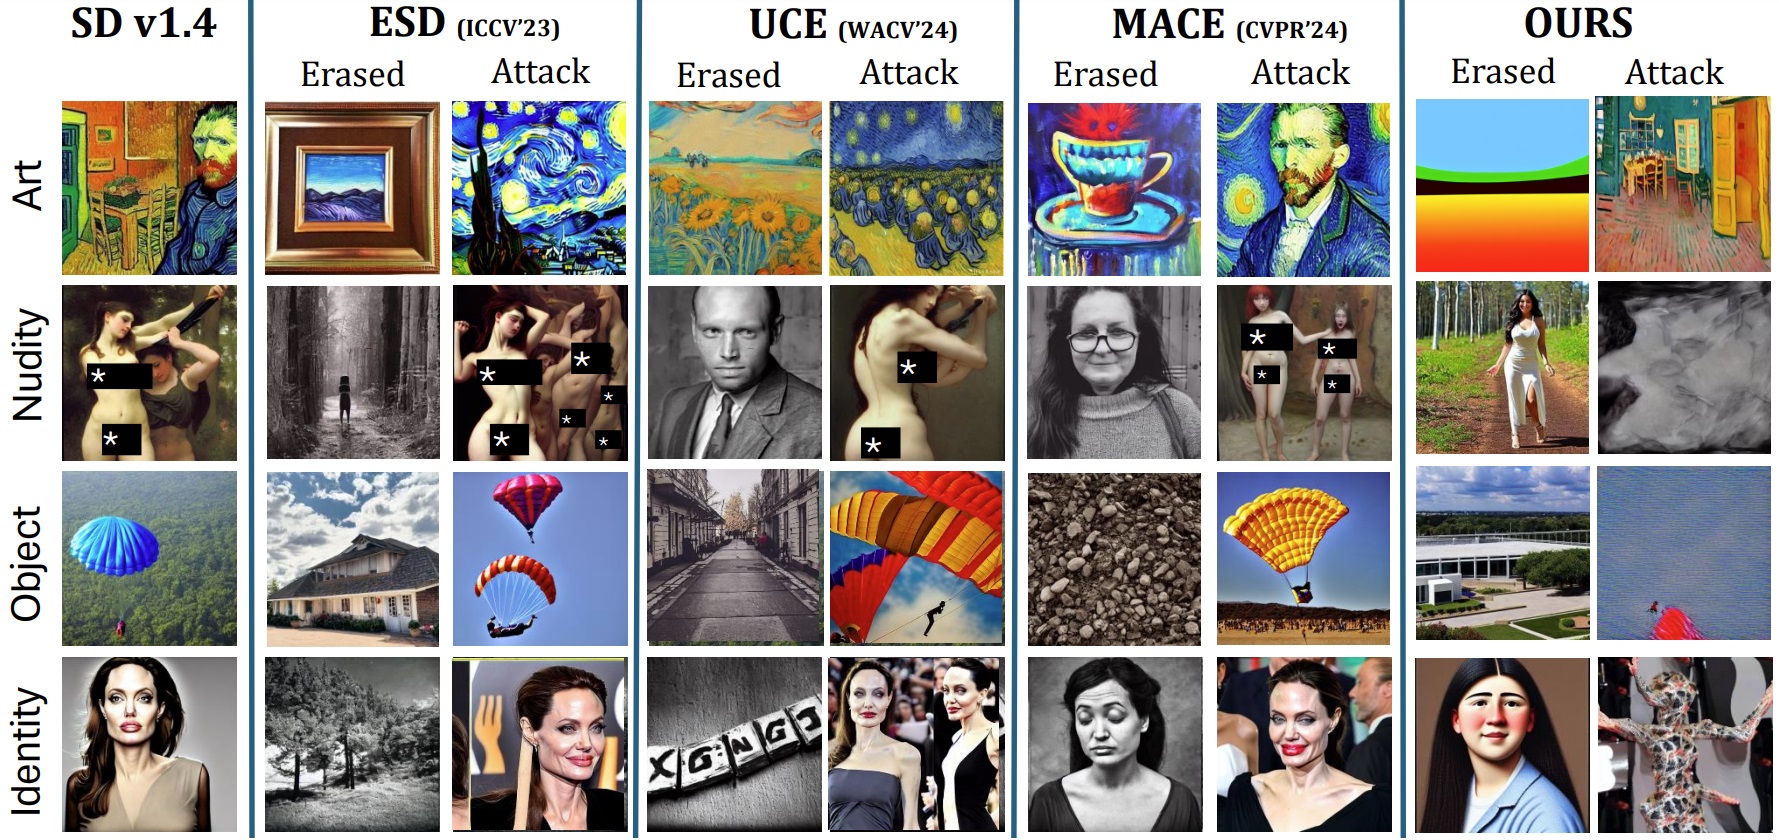 SD v1.4
ESD (ICCV'23)
UCE (WACV'24)
MACE (CVPR'24)
OURS
Erased
Attack
Erased
Attack
Erased
Attack
Erased
Attack
Art
Nudity
*
*
*
*
*
*
*
*
*
*
*
*
*
*
Object
Identity